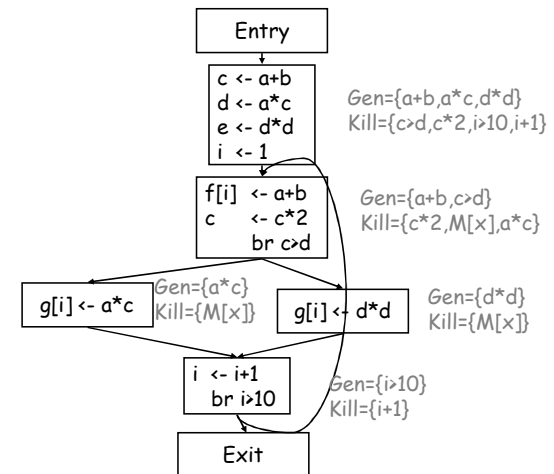 Entry
c <- a+b
d <- a*c
e <- d*d
i <- 1
Gen={a+b,a*c,d*d}
Kill={c>d,c*2,i>10,i+1}
f[i] <- a+b
c <- c*2
br c>d
Gen={a+b,c>d}
Kill={c*2,M[x],a*c}
g[i] <- a*c
Gen={a*c}
Kill={M[x]}
g[i] <- d*d
Gen={d*d}
Kill={M[x]}
i <- i+1
br i>10
Gen={i>10}
Kill={i+1}
Exit